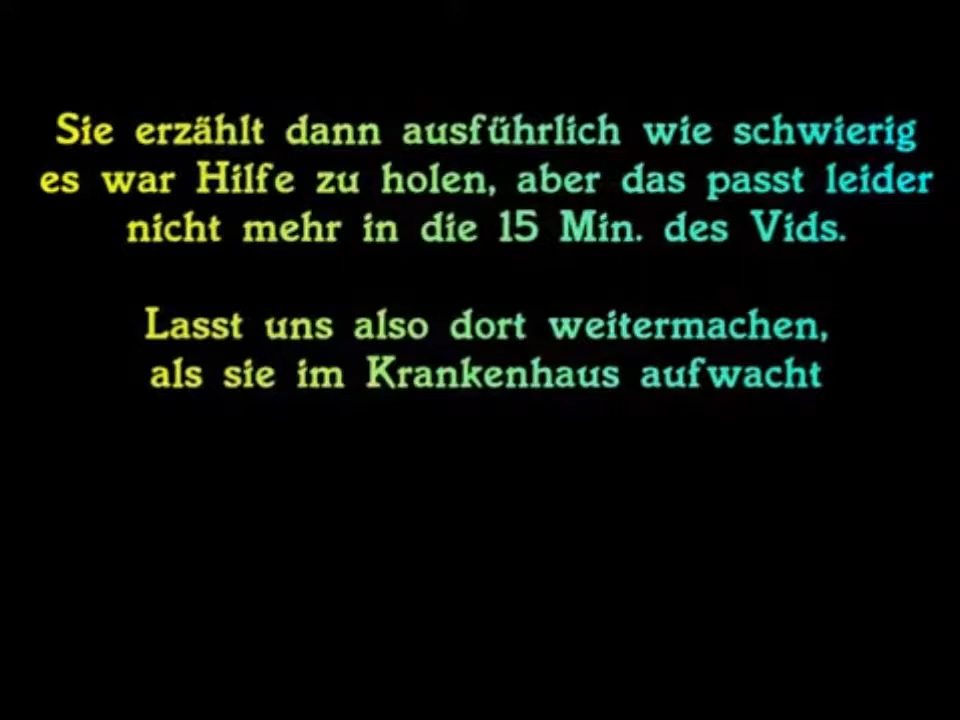 Sie erzählt dann ausführlich wie schwierig
es war Hilfe zu holen, aber das passt leider
nicht mehr in die 15 Min. des Vids.
Lasst uns also dort weitermachen,
als sie im Krankenhaus aufwacht